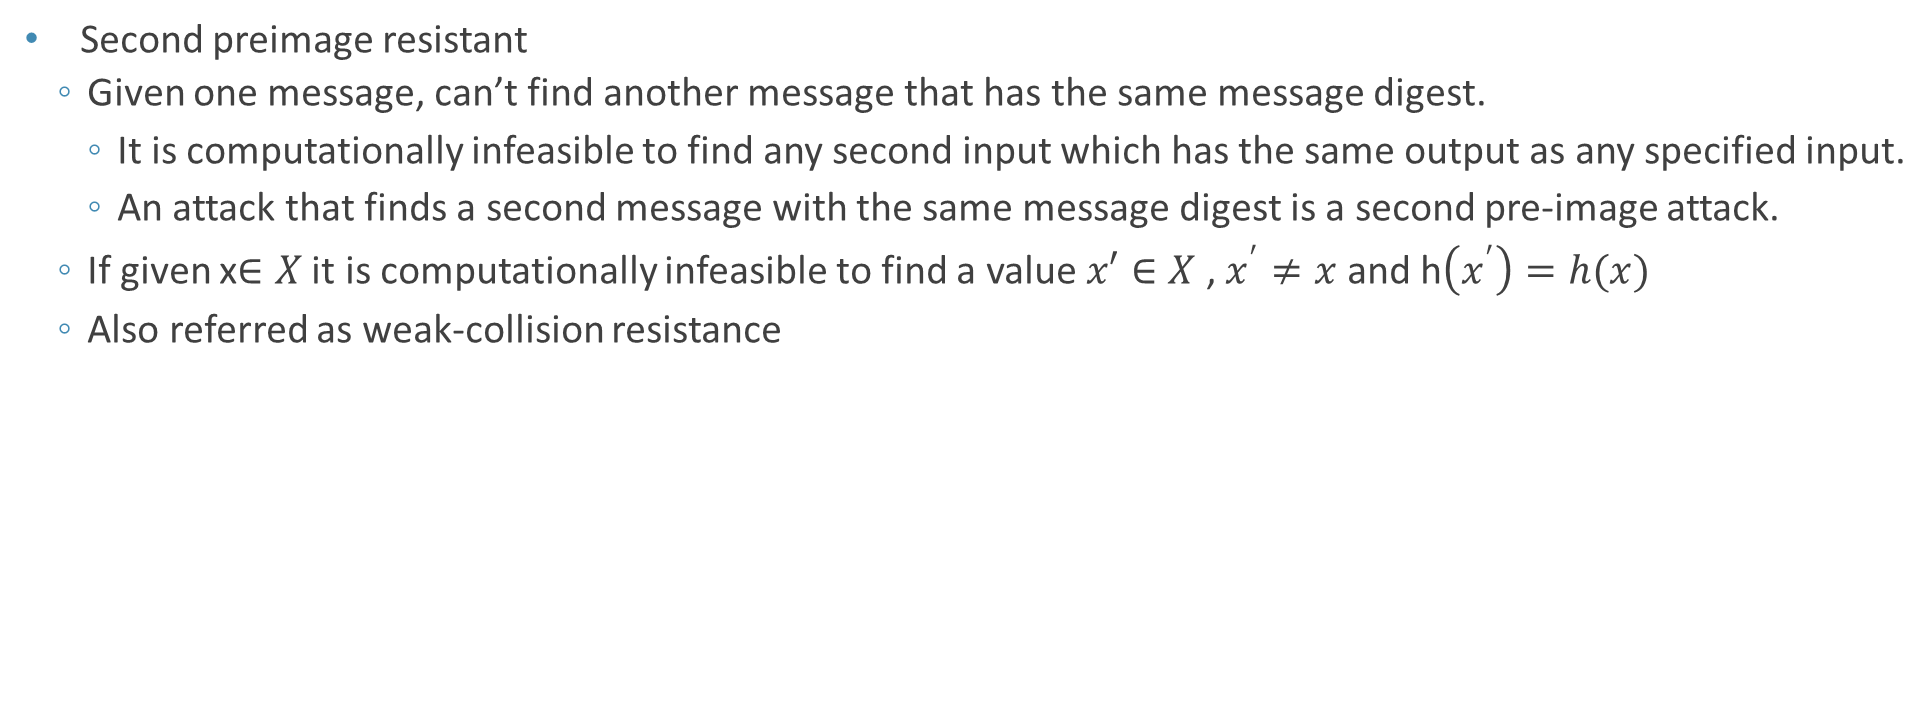 • Second preimage resistant
◦ Given one message, can’t find another message that has the same message digest.
◦ It is computationally infeasible to find any second input which has the same output as any specified input.
◦ An attack that finds a second message with the same message digest is a second pre-image attack.
◦ If given x∈ X it is computationally infeasible to find a value x′ ∈ X , x′ ≠ x and h(x′) = h(x)
◦ Also referred as weak-collision resistance